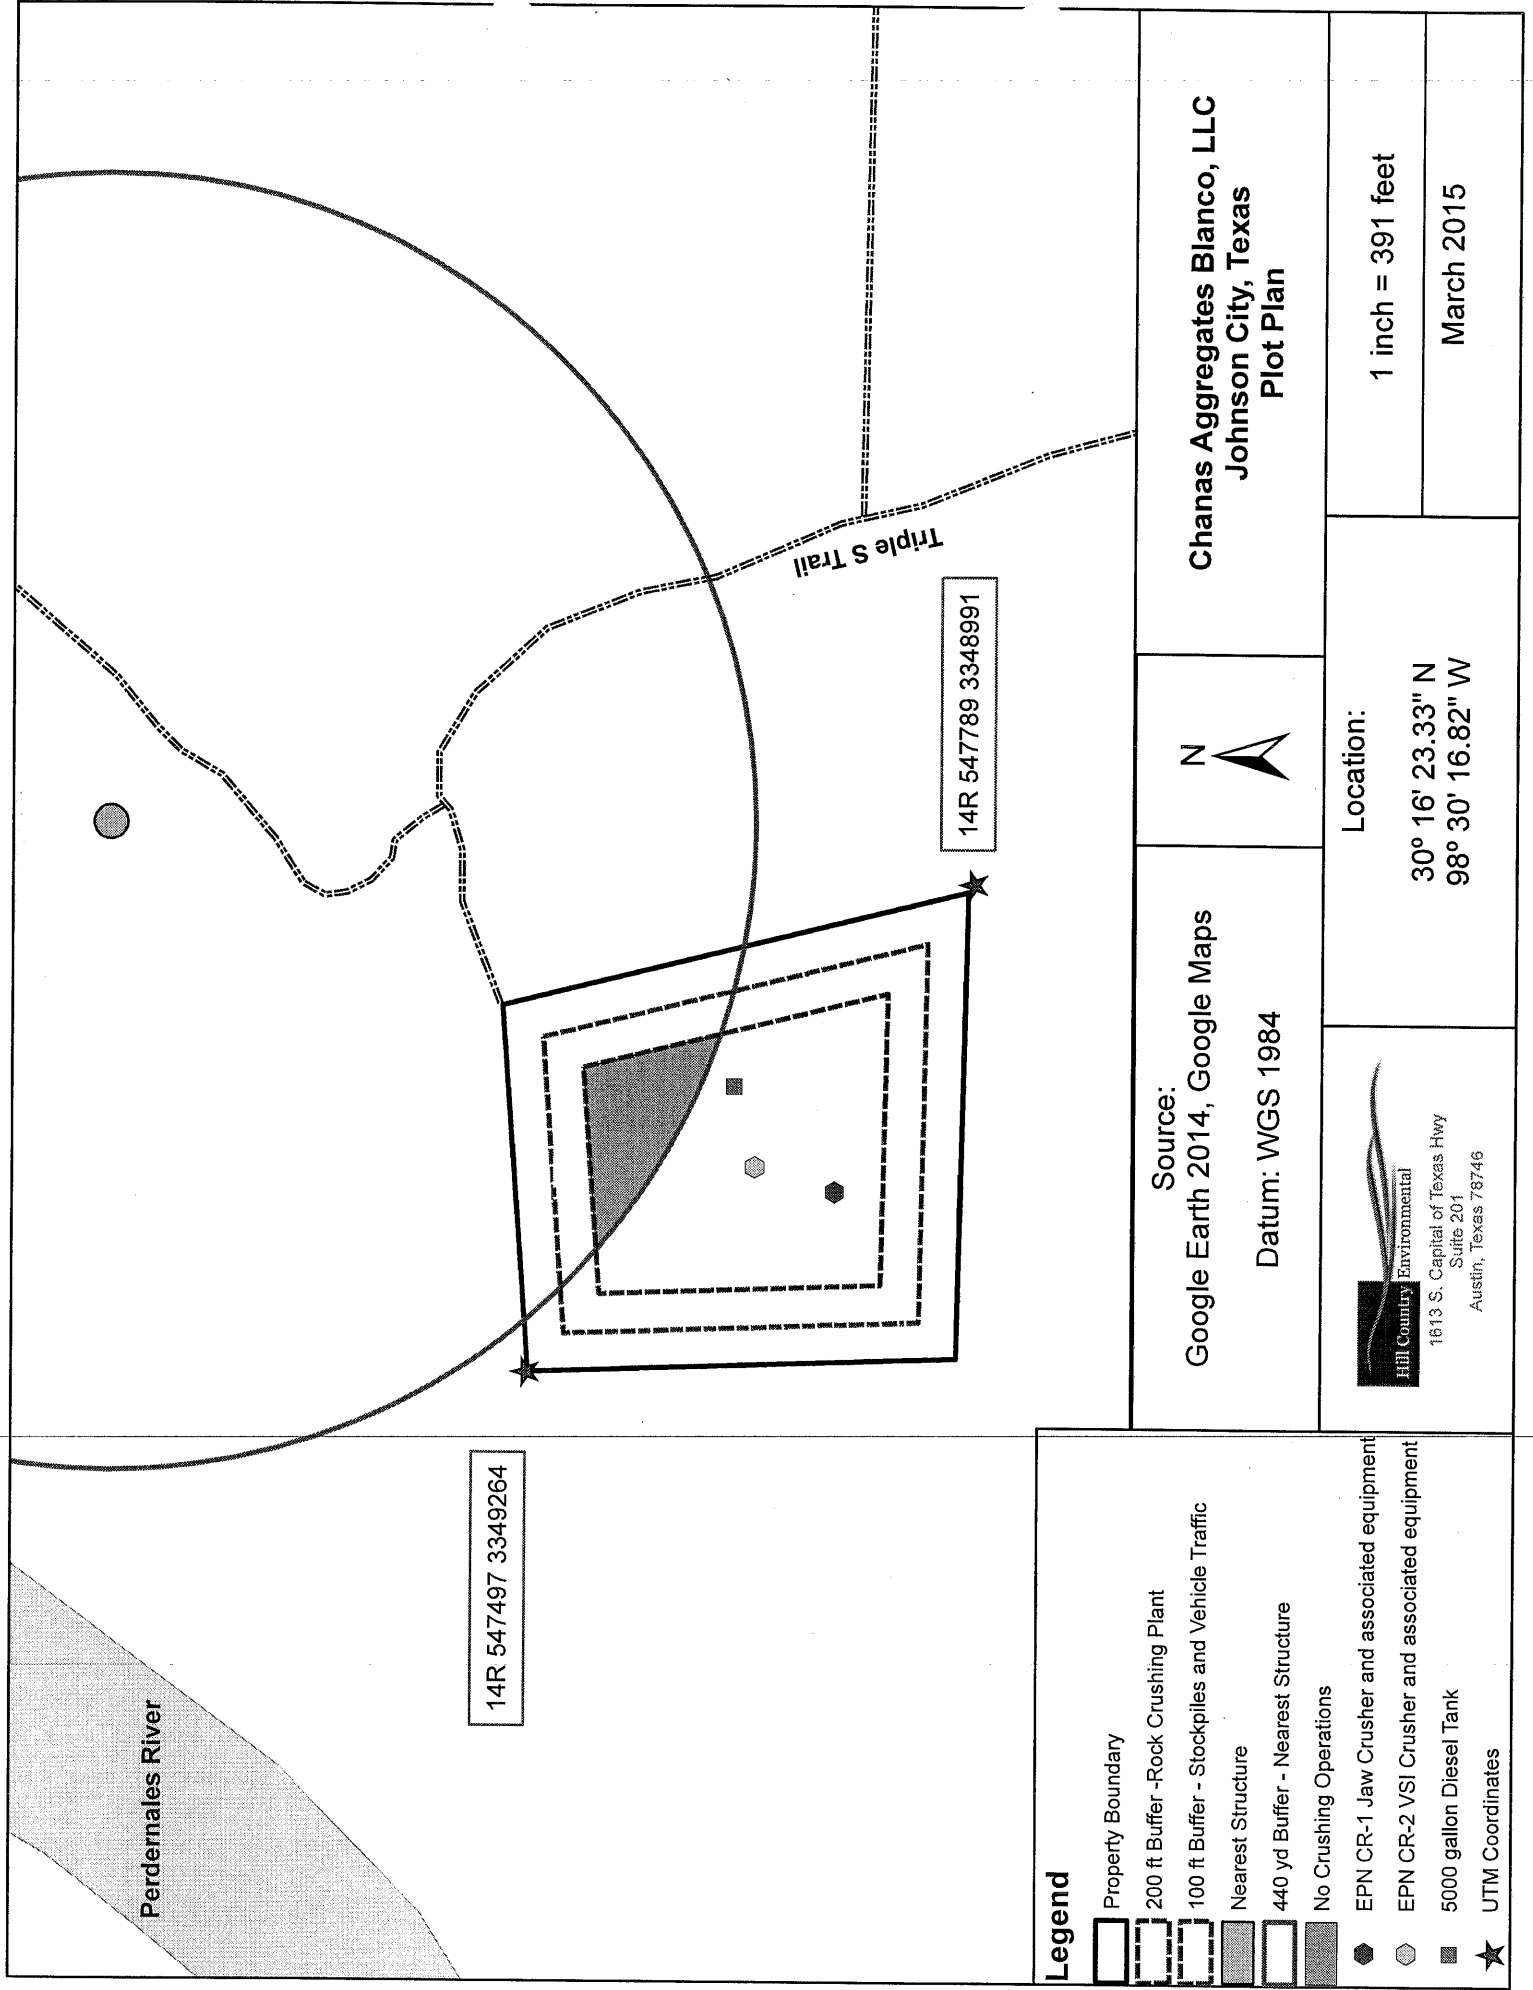 Perdernales River
14R 547497 3349264
14R 547789 3348991
Triple S Trail
Legend
Property Boundary
200 ft Buffer -Rock Crushing Plant
100 ft Buffer - Stockpiles and Vehicle Traffic
Nearest Structure
440 yd Buffer - Nearest Structure
No Crushing Operations
EPN CR-1 Jaw Crusher and associated equipment
EPN CR-2 VSI Crusher and associated equipment
5000 gallon Diesel Tank
UTM Coordinates
Source:
Google Earth 2014, Google Maps
Datum: WGS 1984
N
Chanas Aggregates Blanco, LLC
Johnson City, Texas
Plot Plan
Hill Country Environmental
1613 S. Capital of Texas Hwy
Suite 201
Austin, Texas 78746
Location:
30º 16' 23.33" N
98º 30' 16.82" W
1 inch = 391 feet
March 2015